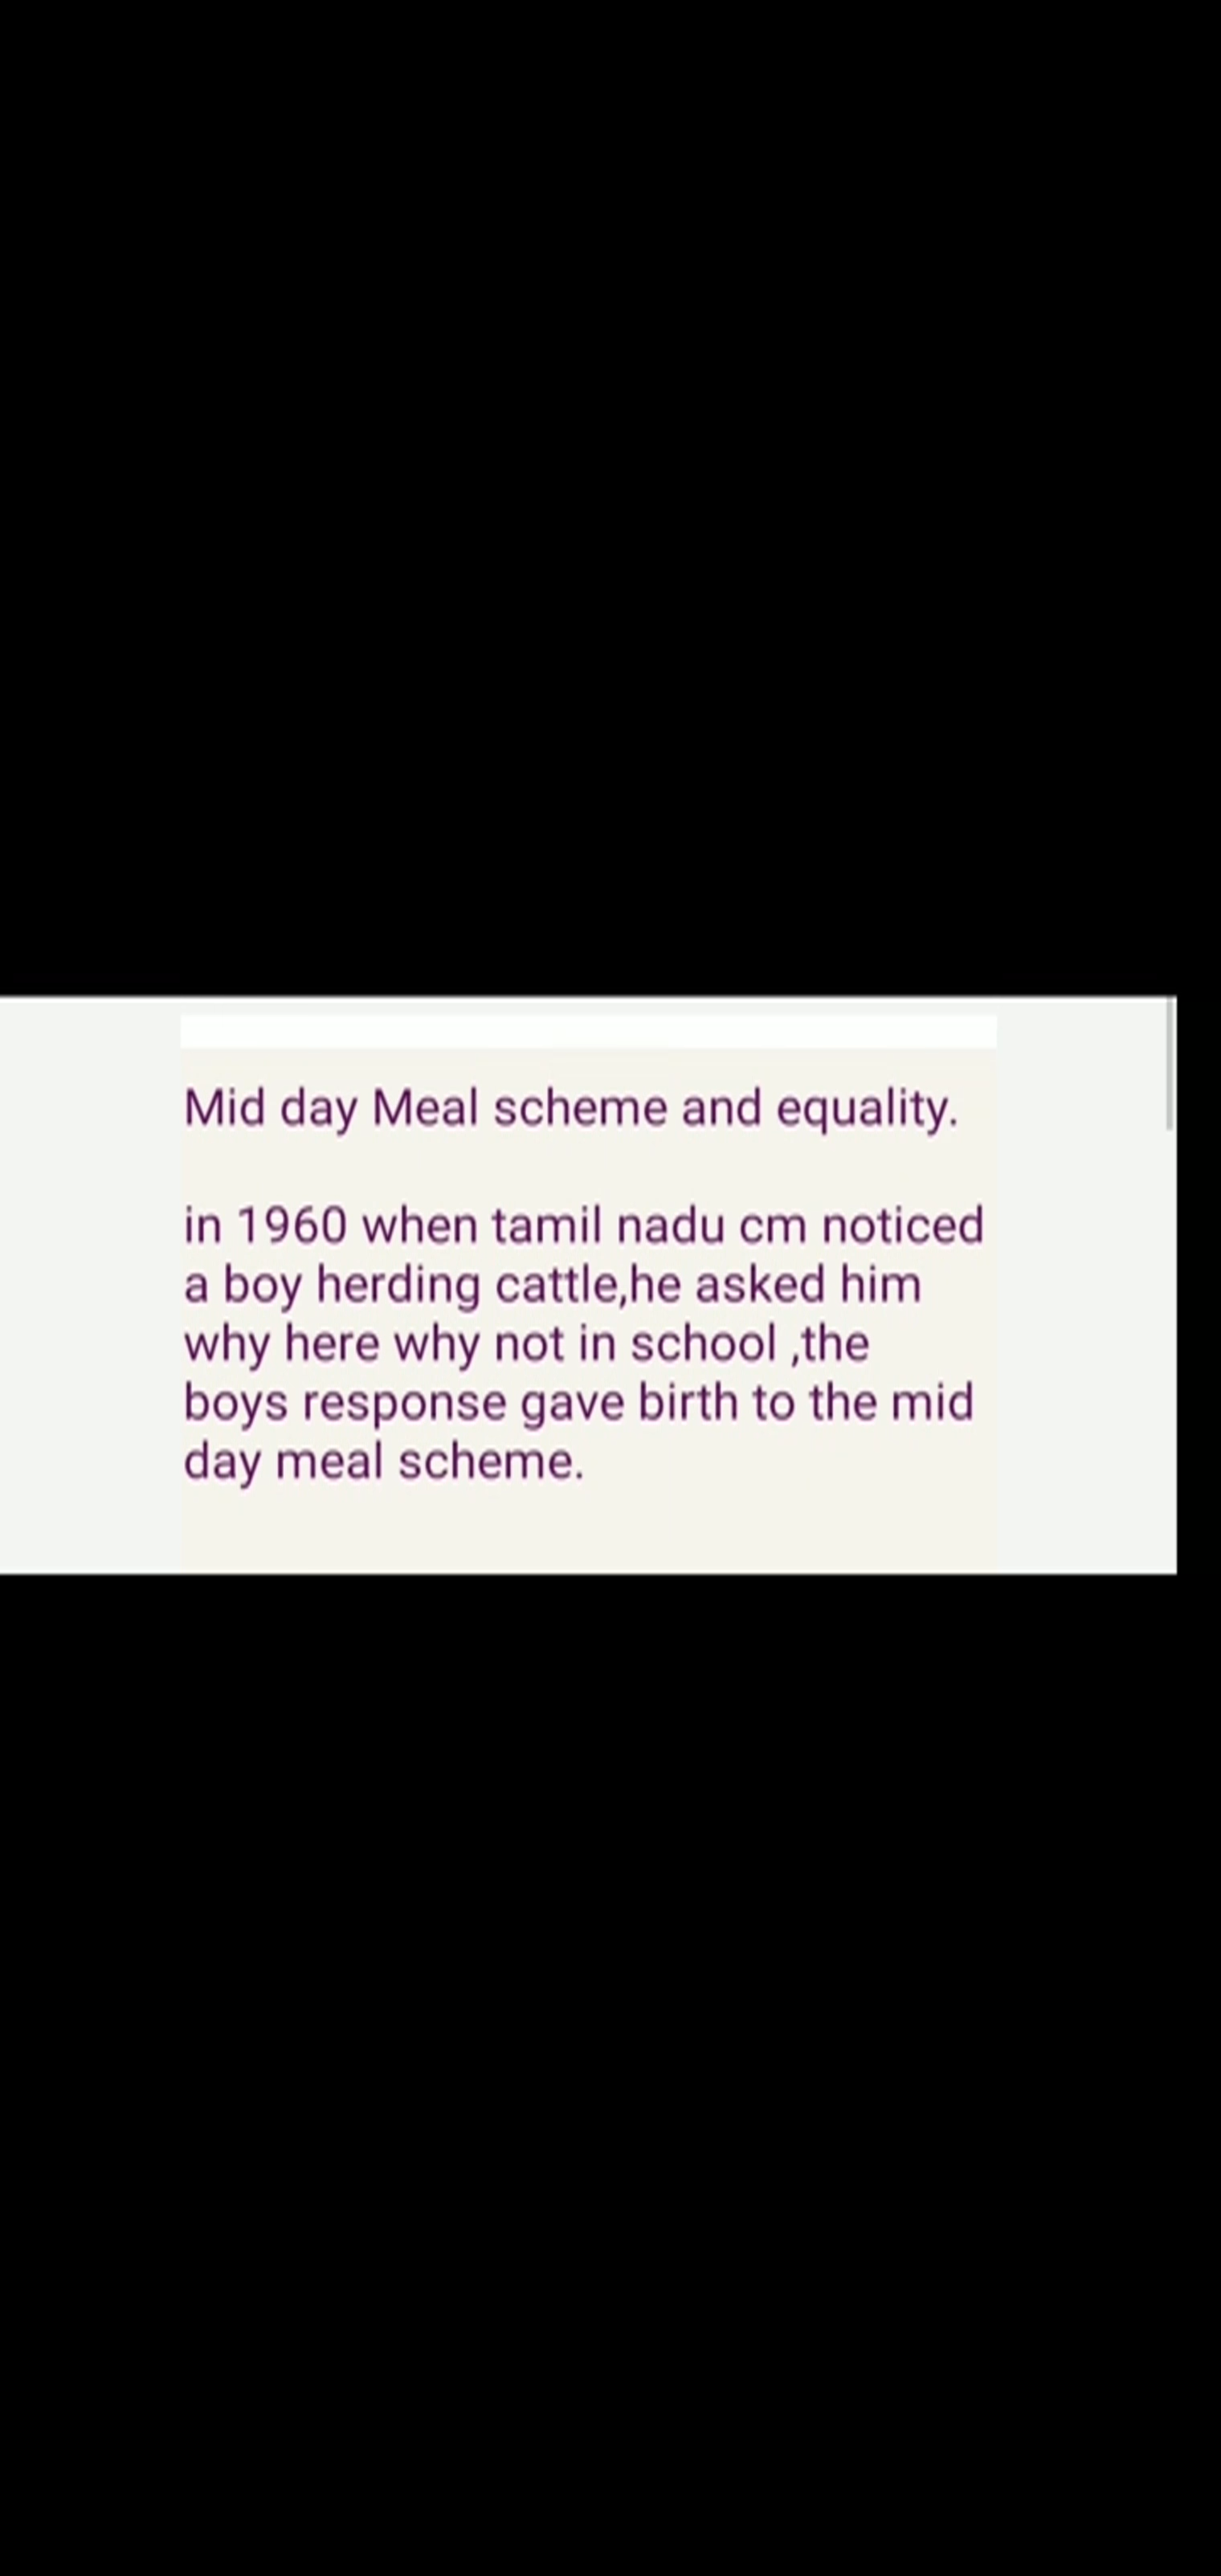 Mid day Meal scheme and equality.
in 1960 when tamil nadu cm noticed
a boy herding cattle,he asked him
why here why not in school ,the
boys response gave birth to the mid
day meal scheme.